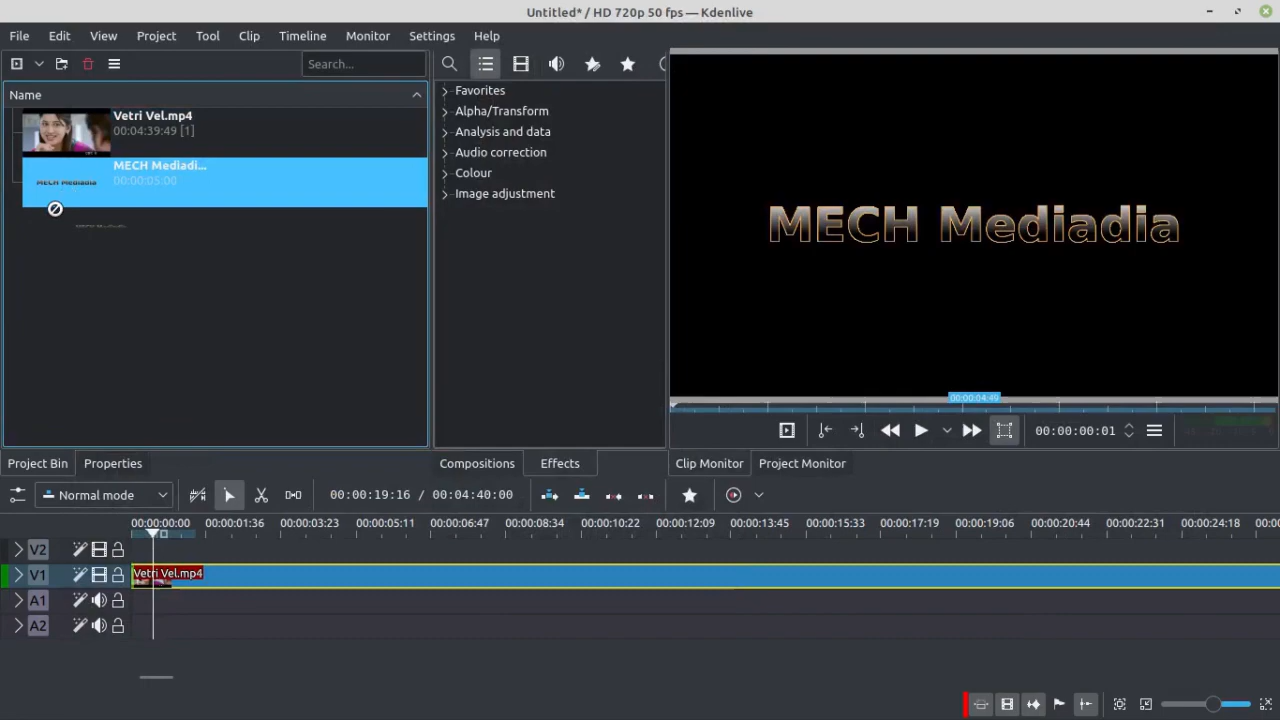 Untitled* / HD 720p 50 fps — Kdenlive
File Edit View Project Tool Clip Timeline Monitor Settings Help
Search...
Name
Vetri Vel.mp4
00:04:39:49 [1]
MECH Mediadi...
00:00:05:00
MECH Mediadia
Favorites
Alpha/Transform
Analysis and data
Audio correction
Colour
Image adjustment
MECH Mediadia
00:00:04:49
00:00:00:01
Project Bin Properties
Compositions Effects
Clip Monitor Project Monitor
Normal mode
00:00:19:16 / 00:04:40:00
00:00:00:00 00:00:01:36 00:00:03:23 00:00:05:11 00:00:06:47 00:00:08:34 00:00:10:22 00:00:12:09 00:00:13:45 00:00:15:33 00:00:17:19 00:00:19:06 00:00:20:44 00:00:22:31 00:00:24:18 00:00
V2
V1 Vetri Vel.mp4
A1
A2